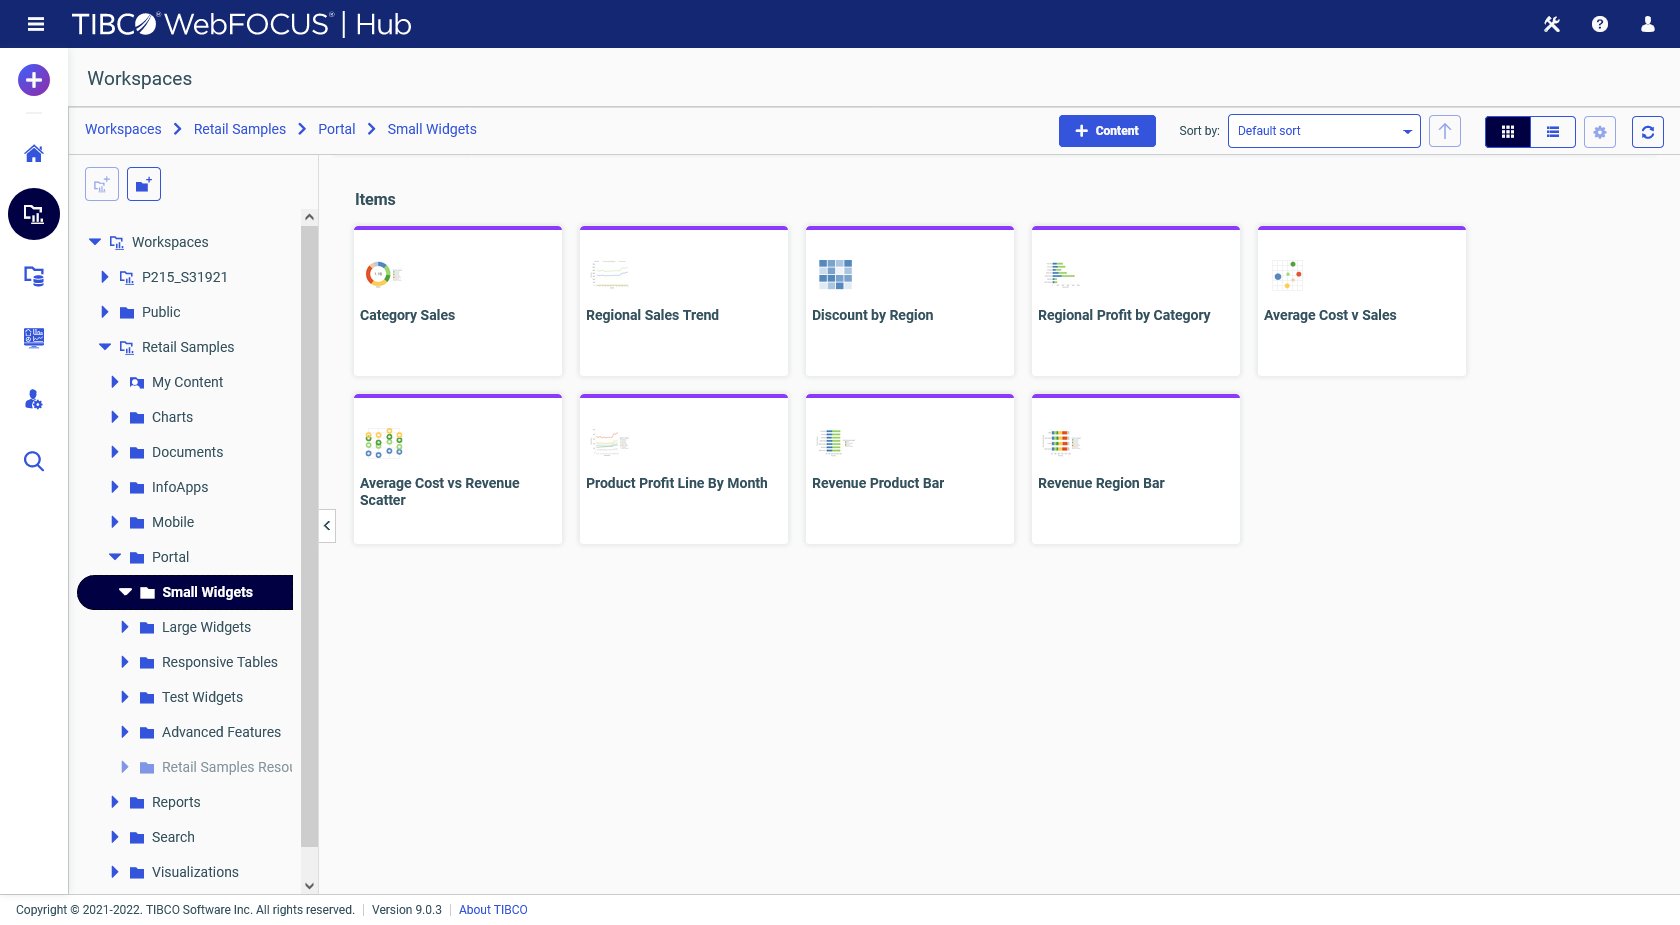 TIBCO® WebFOCUS® | Hub
Workspaces
Workspaces
Retail Samples
Portal
Small Widgets
Content
Sort by:
Default sort
Workspaces
P215_S31921
Public
Retail Samples
My Content
Charts
Documents
InfoApps
Mobile
Portal
Small Widgets
Large Widgets
Responsive Tables
Test Widgets
Advanced Features
Retail Samples Resou
Reports
Search
Visualizations
Items
Category Sales
Regional Sales Trend
Discount by Region
Regional Profit by Category
Average Cost v Sales
Average Cost vs Revenue
Scatter
Product Profit Line By Month
Revenue Product Bar
Revenue Region Bar
Copyright © 2021-2022. TIBCO Software Inc. All rights reserved.
Version 9.0.3
About TIBCO